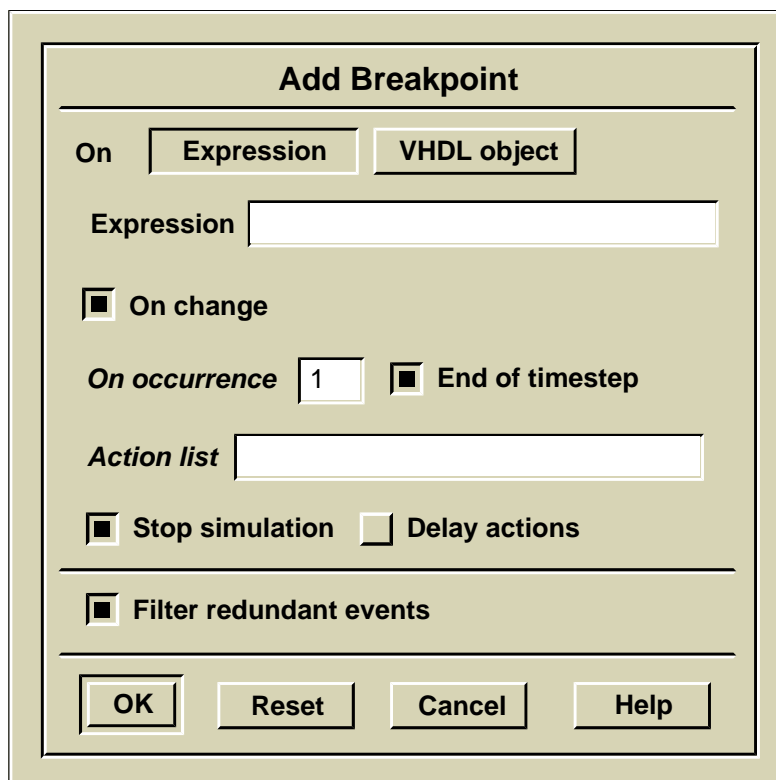 Add Breakpoint
On Expression VHDL object
Expression
On change
On occurrence 1 End of timestep
Action list
Stop simulation Delay actions
Filter redundant events
OK Reset Cancel Help